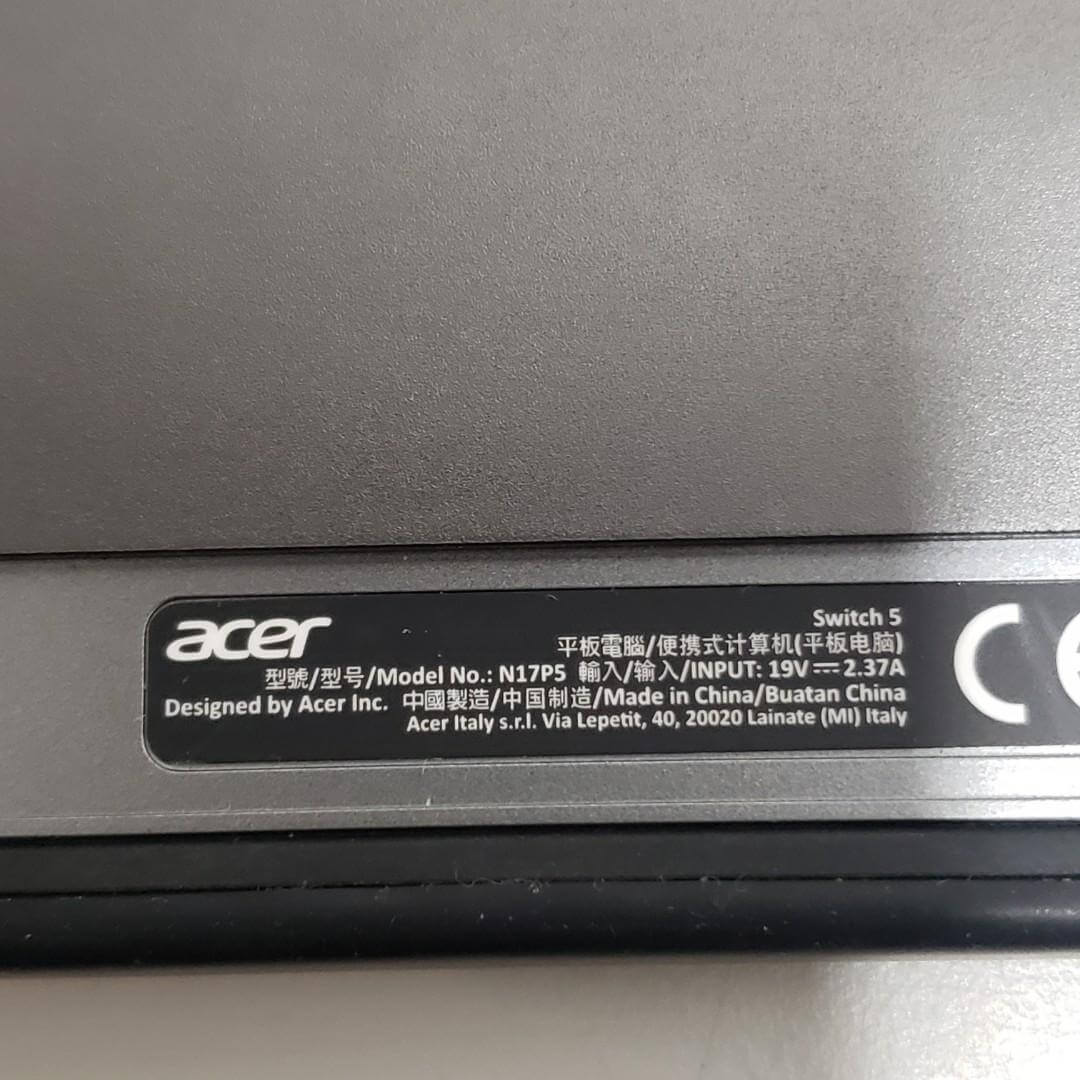 acer
Switch 5
平板電腦/便携式计算机(平板电脑)
型號/型号/Model No.: N17P5 輸入/输入/INPUT: 19V⎓2.37A
Designed by Acer Inc. 中國製造/中国制造/Made in China/Buatan China
Acer Italy s.r.l. Via Lepetit, 40, 20020 Lainate (MI) Italy
CE